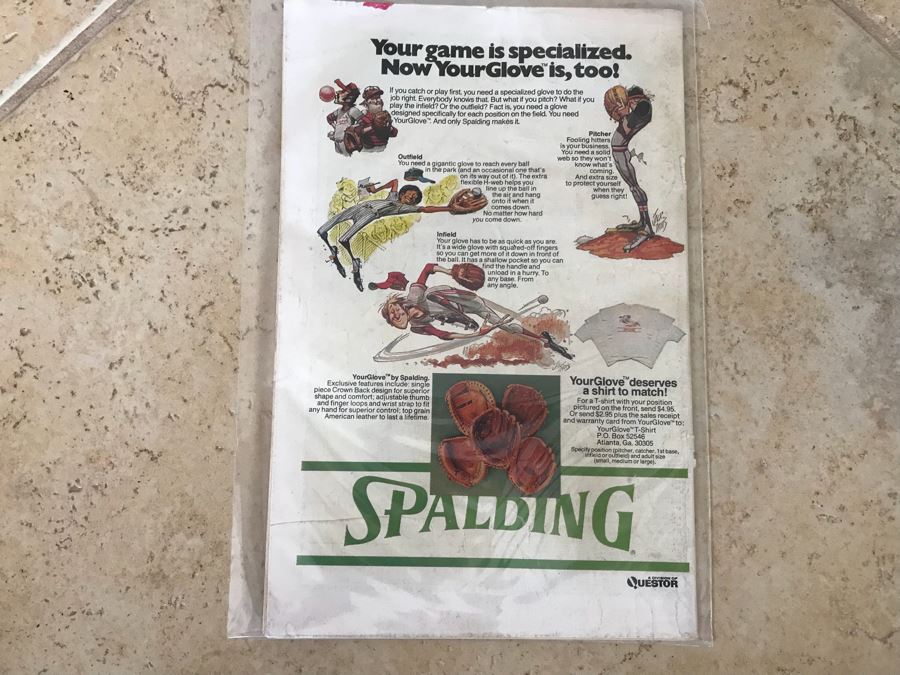 Your game is specialized.
Now YourGlove™ is, too!
If you catch or play first, you need a specialized glove to do the
job right. Everybody knows that. But what if you pitch? What if you
play the infield? Or the outfield? Fact is, you need a glove
designed specifically for each position on the field. You need
YourGlove™. And only Spalding makes it.
Pitcher
Fooling hitters
is your business.
You need a solid
web so they won't
know what's
coming.
And extra size
to protect yourself
when they
guess right!
Outfield
You need a gigantic glove to reach every ball
in the park (and an occasional one that's
on its way out of it). The extra
flexible H-web helps you
line up the ball in
the air and hang
onto it when it
comes down.
No matter how hard
you come down.
Infield
Your glove has to be as quick as you are.
It's a wide glove with squared-off fingers
so you can get more of it down in front of
the ball. It has a shallow pocket so you can
find the handle and
unload in a hurry. To
any base. From
any angle.
YourGlove™ by Spalding.
Exclusive features include: single
piece Crown Back design for superior
shape and comfort; adjustable thumb
and finger loops and wrist strap to fit
any hand for superior control; top grain
American leather to last a lifetime.
YourGlove™ deserves
a shirt to match!
For a T-shirt with your position
pictured on the front, send $4.95.
Or send $2.95 plus the sales receipt
and warranty card from YourGlove™ to:
YourGlove™ T-Shirt
P.O. Box 52546
Atlanta, Ga. 30305
Specify position (pitcher, catcher, 1st base,
infield or outfield) and adult size
(small, medium or large).
SPALDING®
A DIVISION OF
QUESTOR